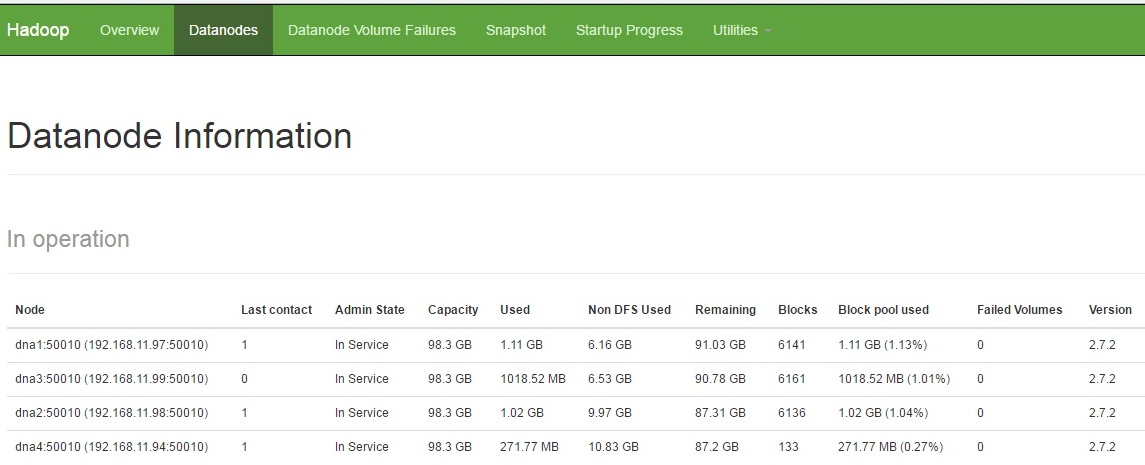 Hadoop Overview Datanodes Datanode Volume Failures Snapshot Startup Progress Utilities
Datanode Information
In operation
Node Last contact Admin State Capacity Used Non DFS Used Remaining Blocks Block pool used Failed Volumes Version
dna1:50010 (192.168.11.97:50010) 1 In Service 98.3 GB 1.11 GB 6.16 GB 91.03 GB 6141 1.11 GB (1.13%) 0 2.7.2
dna3:50010 (192.168.11.99:50010) 0 In Service 98.3 GB 1018.52 MB 6.53 GB 90.78 GB 6161 1018.52 MB (1.01%) 0 2.7.2
dna2:50010 (192.168.11.98:50010) 1 In Service 98.3 GB 1.02 GB 9.97 GB 87.31 GB 6136 1.02 GB (1.04%) 0 2.7.2
dna4:50010 (192.168.11.94:50010) 1 In Service 98.3 GB 271.77 MB 10.83 GB 87.2 GB 133 271.77 MB (0.27%) 0 2.7.2